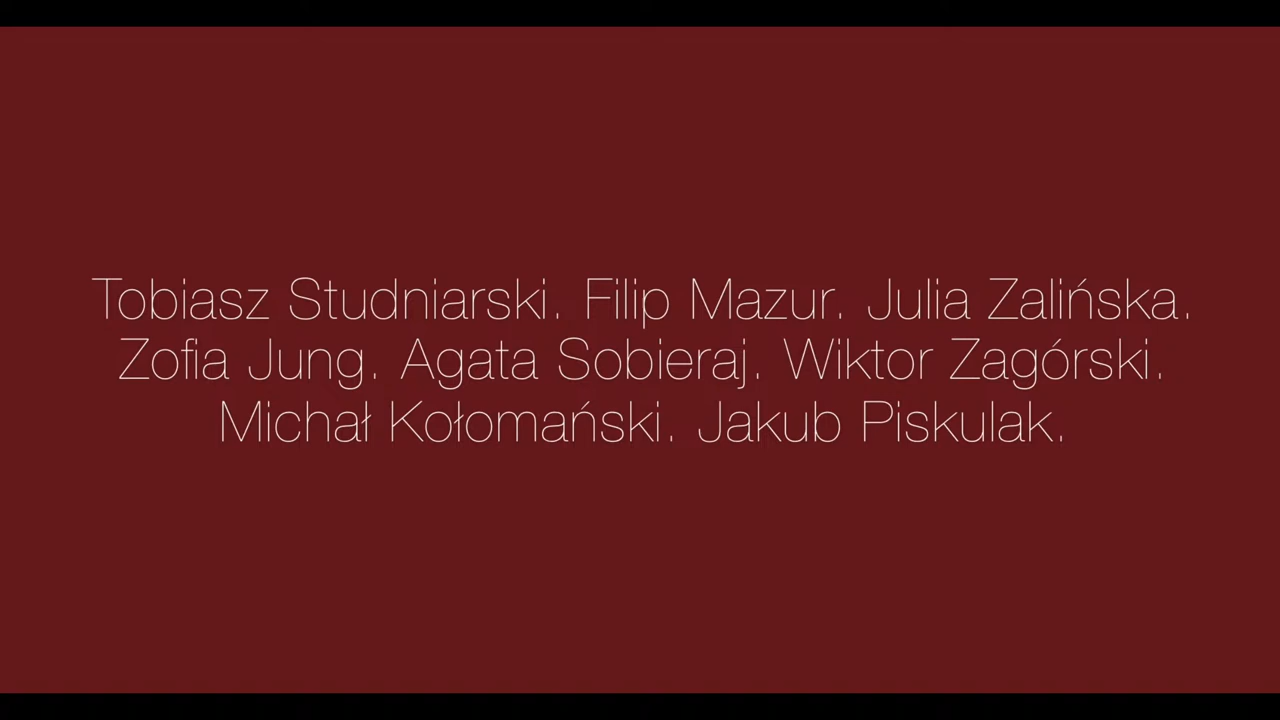 Tobiasz Studniarski. Filip Mazur. Julia Zalińska.
Zofia Jung. Agata Sobieraj. Wiktor Zagórski.
Michał Kołomański. Jakub Piskulak.